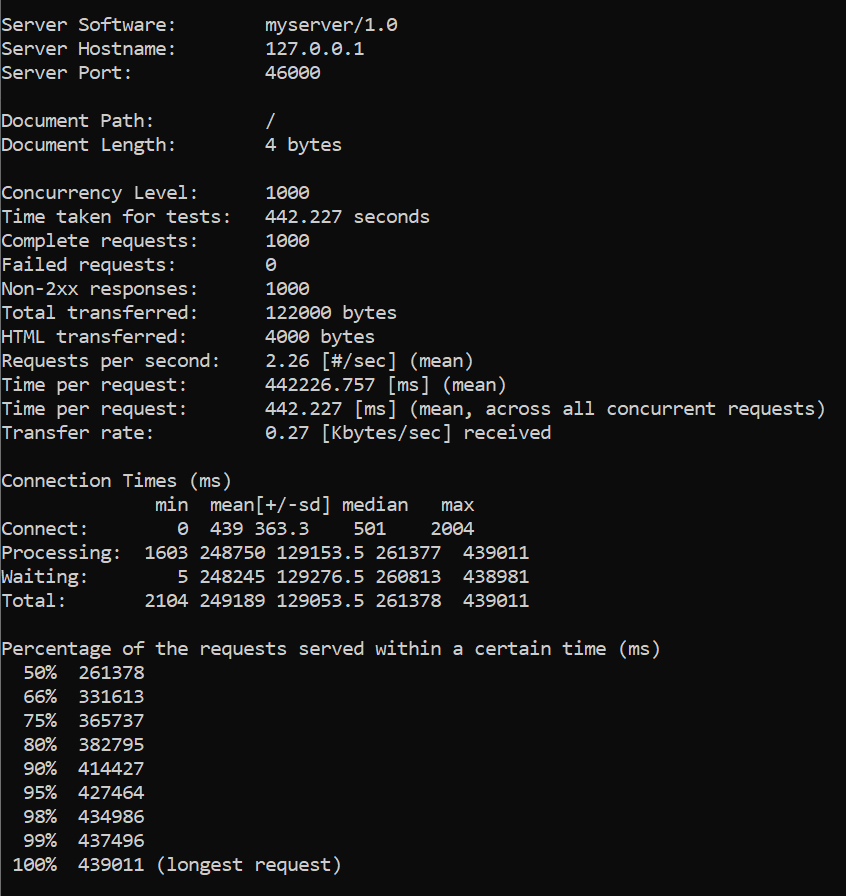 Server Software:        myserver/1.0
Server Hostname:        127.0.0.1
Server Port:            46000

Document Path:          /
Document Length:        4 bytes

Concurrency Level:      1000
Time taken for tests:   442.227 seconds
Complete requests:      1000
Failed requests:        0
Non-2xx responses:      1000
Total transferred:      122000 bytes
HTML transferred:       4000 bytes
Requests per second:    2.26 [#/sec] (mean)
Time per request:       442226.757 [ms] (mean)
Time per request:       442.227 [ms] (mean, across all concurrent requests)
Transfer rate:          0.27 [Kbytes/sec] received

Connection Times (ms)
              min  mean[+/-sd] median   max
Connect:        0  439 363.3    501    2004
Processing:  1603 248750 129153.5 261377  439011
Waiting:        5 248245 129276.5 260813  438981
Total:       2104 249189 129053.5 261378  439011

Percentage of the requests served within a certain time (ms)
  50%  261378
  66%  331613
  75%  365737
  80%  382795
  90%  414427
  95%  427464
  98%  434986
  99%  437496
 100%  439011 (longest request)